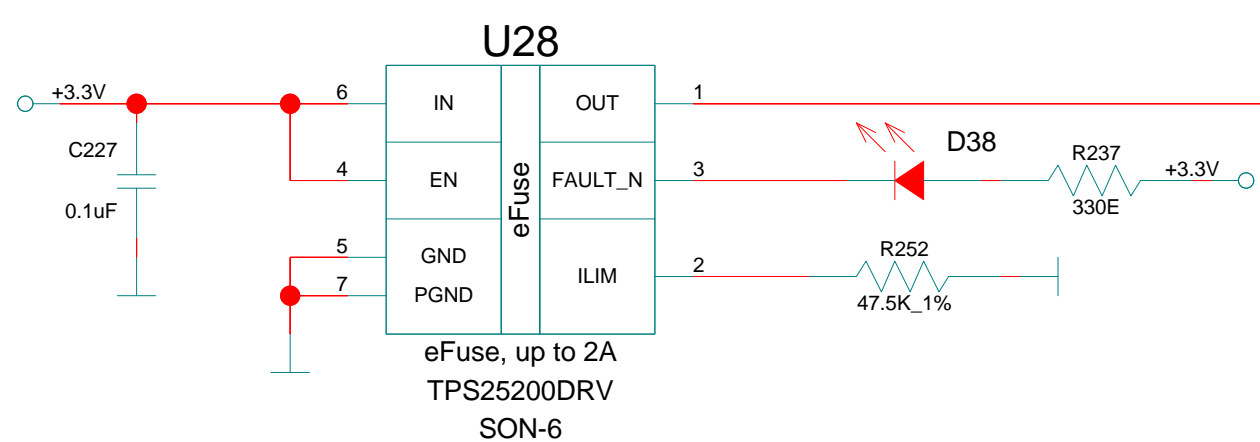 U28
+3.3V
6
IN
OUT
1
C227
D38
R237
4
EN
FAULT_N
3
+3.3V
0.1uF
eFuse
330E
5
GND
R252
7
PGND
ILIM
2
47.5K_1%
eFuse, up to 2A
TPS25200DRV
SON-6